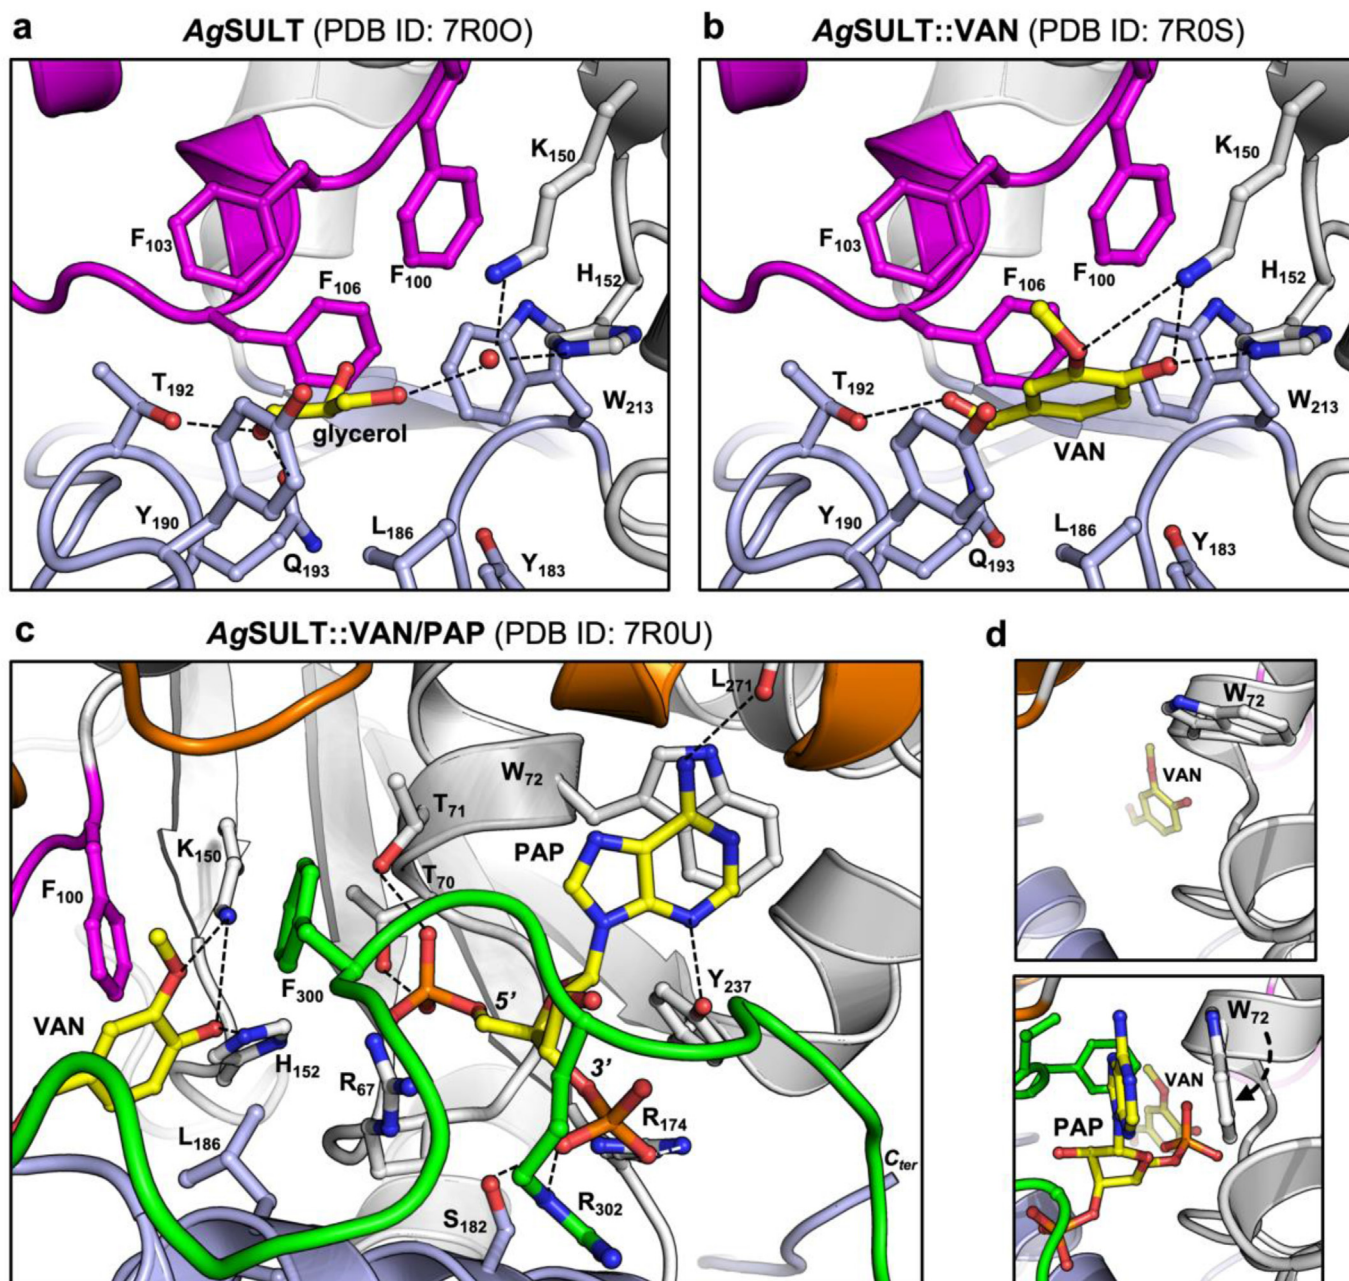 a AgSULT (PDB ID: 7R0O)
K150
F103
F100
F106
H152
T192
glycerol
W213
Y190
Q193
L186
Y183
b AgSULT::VAN (PDB ID: 7R0S)
K150
F103
F106
F100
H152
T192
VAN
W213
Y190
Q193
L186
Y183
c AgSULT::VAN/PAP (PDB ID: 7R0U)
L271
W72
T71
K150
PAP
T70
F100
F300
5’
Y237
VAN
H152
R67
3’
R174
L186
Cter
S182
R302
d
W72
VAN
W72
VAN
PAP